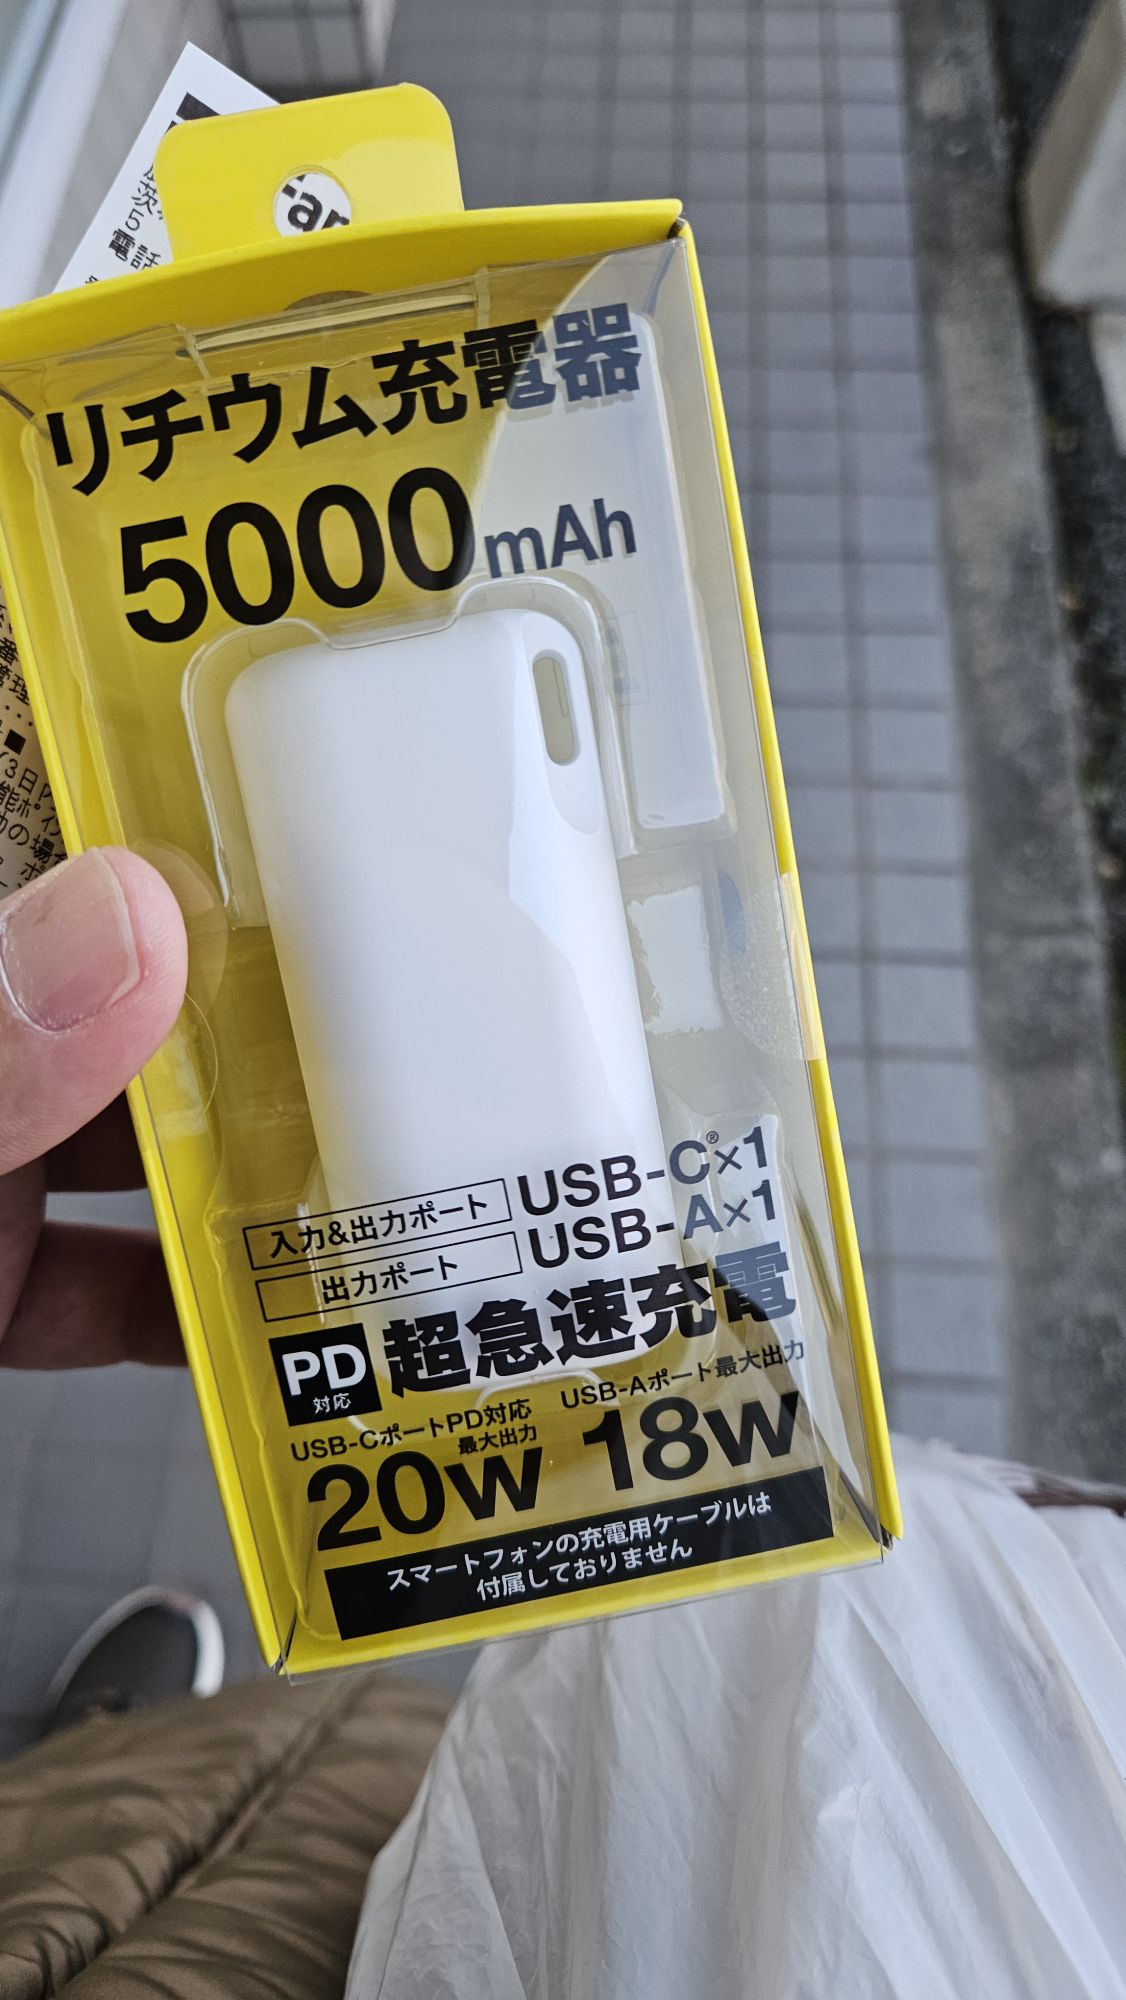 電話
リチウム充電器
5000mAh
入力&出力ポート USB-C®×1
出力ポート USB-A×1
PD対応 超急速充電
USB-CポートPD対応最大出力 20w
USB-Aポート最大出力 18w
スマートフォンの充電用ケーブルは
付属しておりません